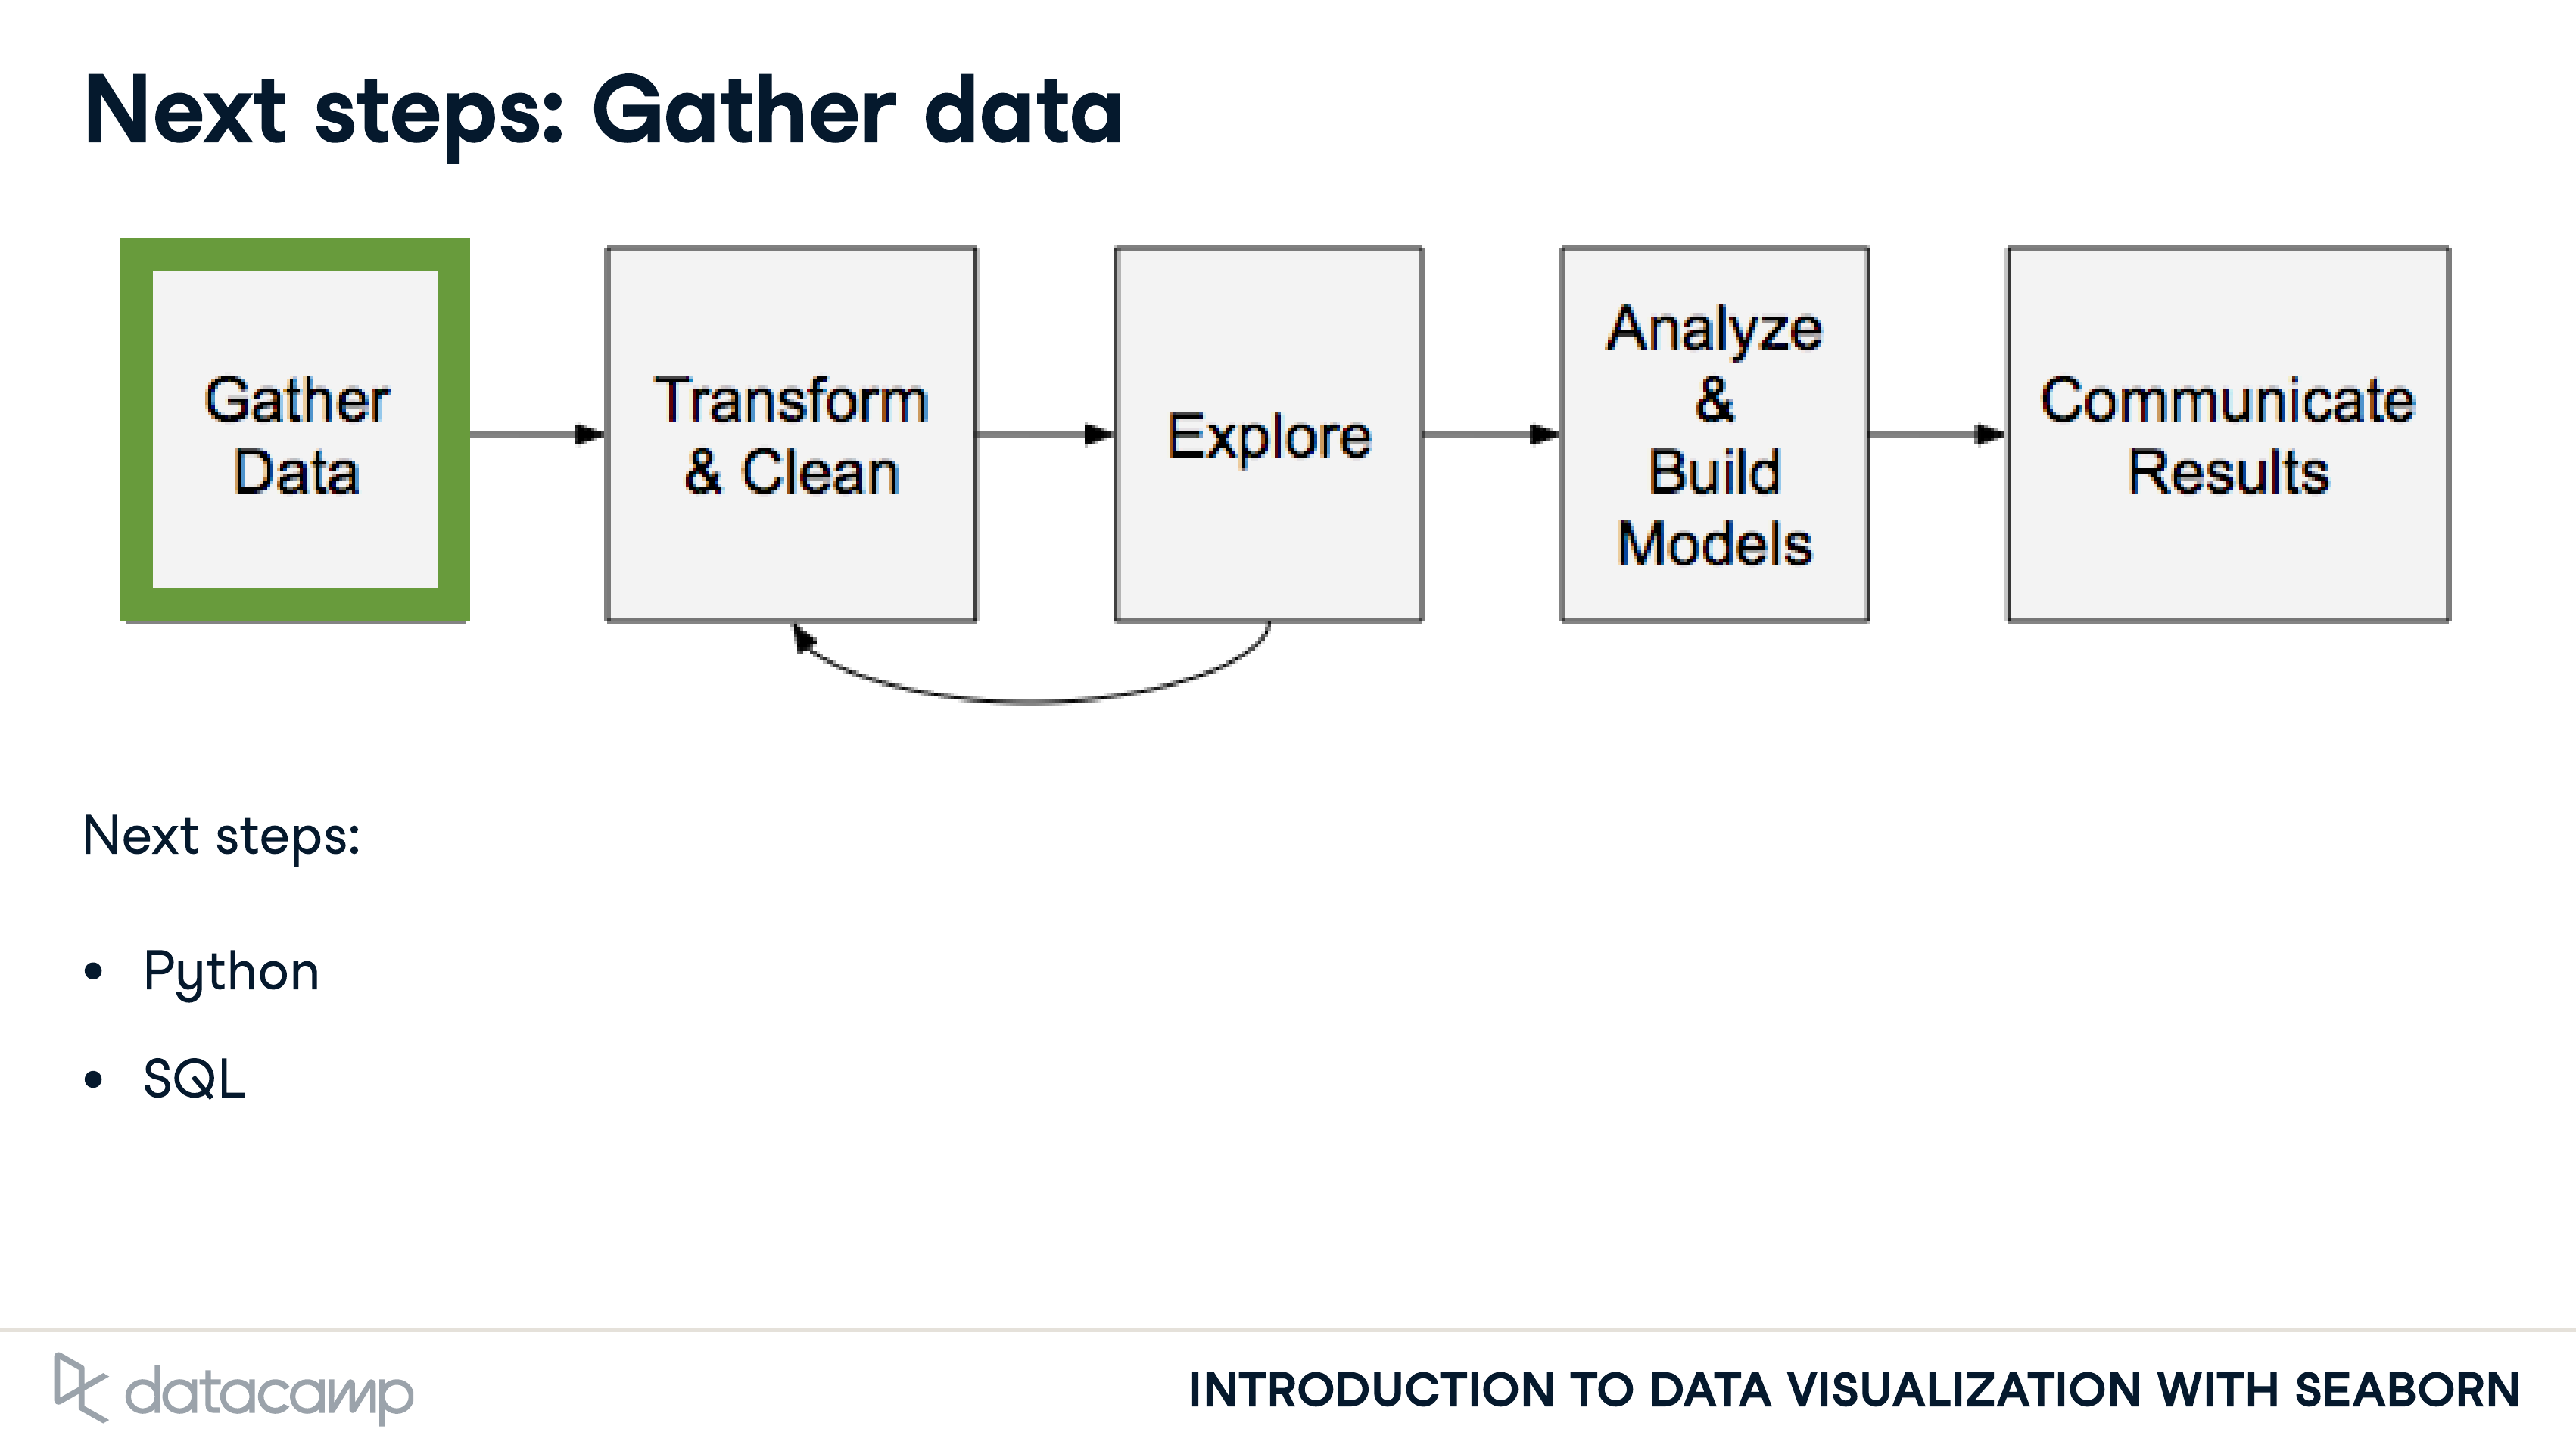 Next steps: Gather data
Gather
Data
Transform
& Clean
Explore
Analyze
&
Build
Models
Communicate
Results
Next steps:
• Python
• SQL
datacamp
INTRODUCTION TO DATA VISUALIZATION WITH SEABORN